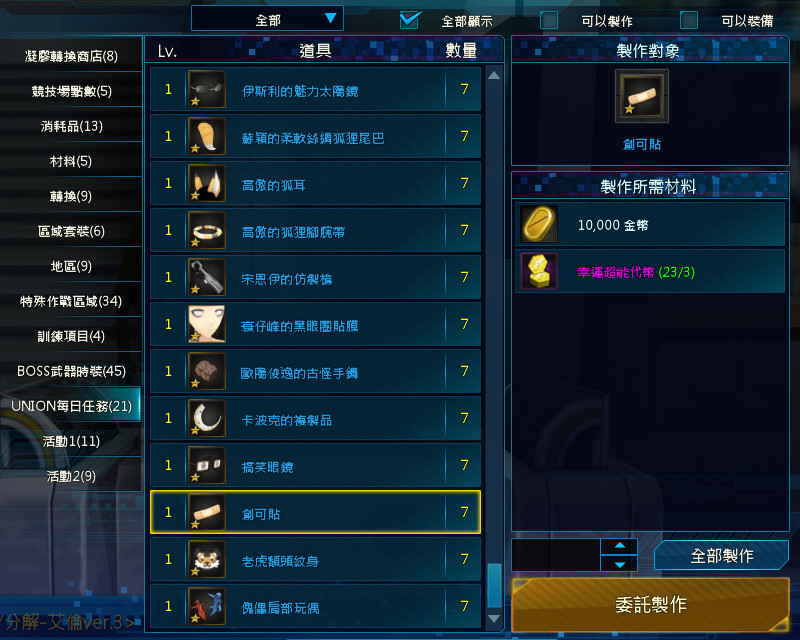 全部
全部顯示
可以製作
可以裝備
凝膠轉換商店(8)
競技場點數(5)
消耗品(13)
材料(5)
轉換(9)
區域套裝(6)
地區(9)
特殊作戰區域(34)
訓練項目(4)
BOSS武器時裝(45)
UNION每日任務(21)
活動1(11)
活動2(9)
Lv. 道具 數量
1 伊斯利的魅力太陽鏡 7
1 蘇穎的柔軟絲綢狐狸尾巴 7
1 高傲的狐耳 7
1 高傲的狐狸腳腕帶 7
1 宋恩伊的仿製槍 7
1 袁仔峰的黑眼圈貼膜 7
1 歐陽俊逸的古怪手鐲 7
1 卡波克的複製品 7
1 搞笑眼鏡 7
1 創可貼 7
1 老虎額頭紋身 7
1 傀儡肩部玩偶 7
製作對象
創可貼
製作所需材料
10,000 金幣
幸運超能代幣 (23/3)
全部製作
委託製作
/分解-艾倫ver.3>